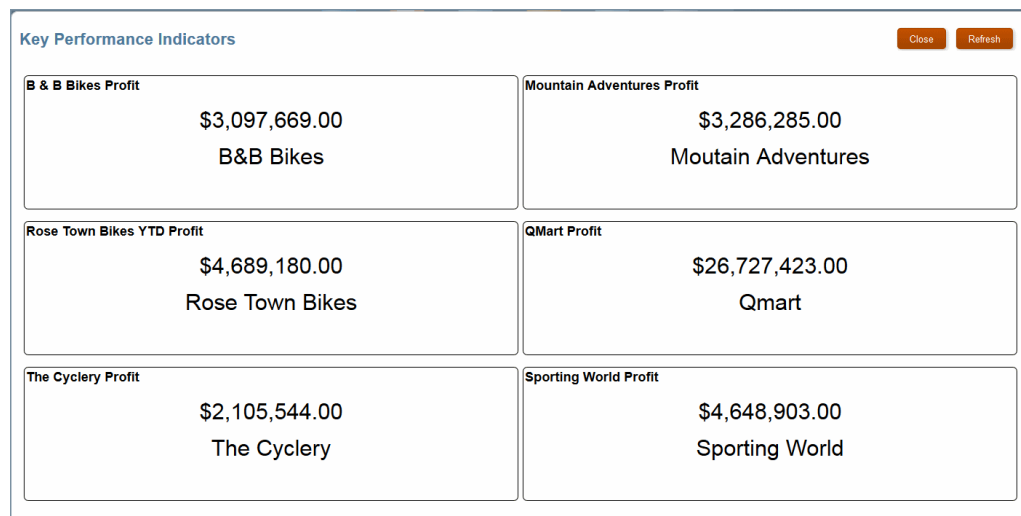 Key Performance Indicators
Close
Refresh
B & B Bikes Profit
$3,097,669.00
B&B Bikes
Mountain Adventures Profit
$3,286,285.00
Moutain Adventures
Rose Town Bikes YTD Profit
$4,689,180.00
Rose Town Bikes
QMart Profit
$26,727,423.00
Qmart
The Cyclery Profit
$2,105,544.00
The Cyclery
Sporting World Profit
$4,648,903.00
Sporting World